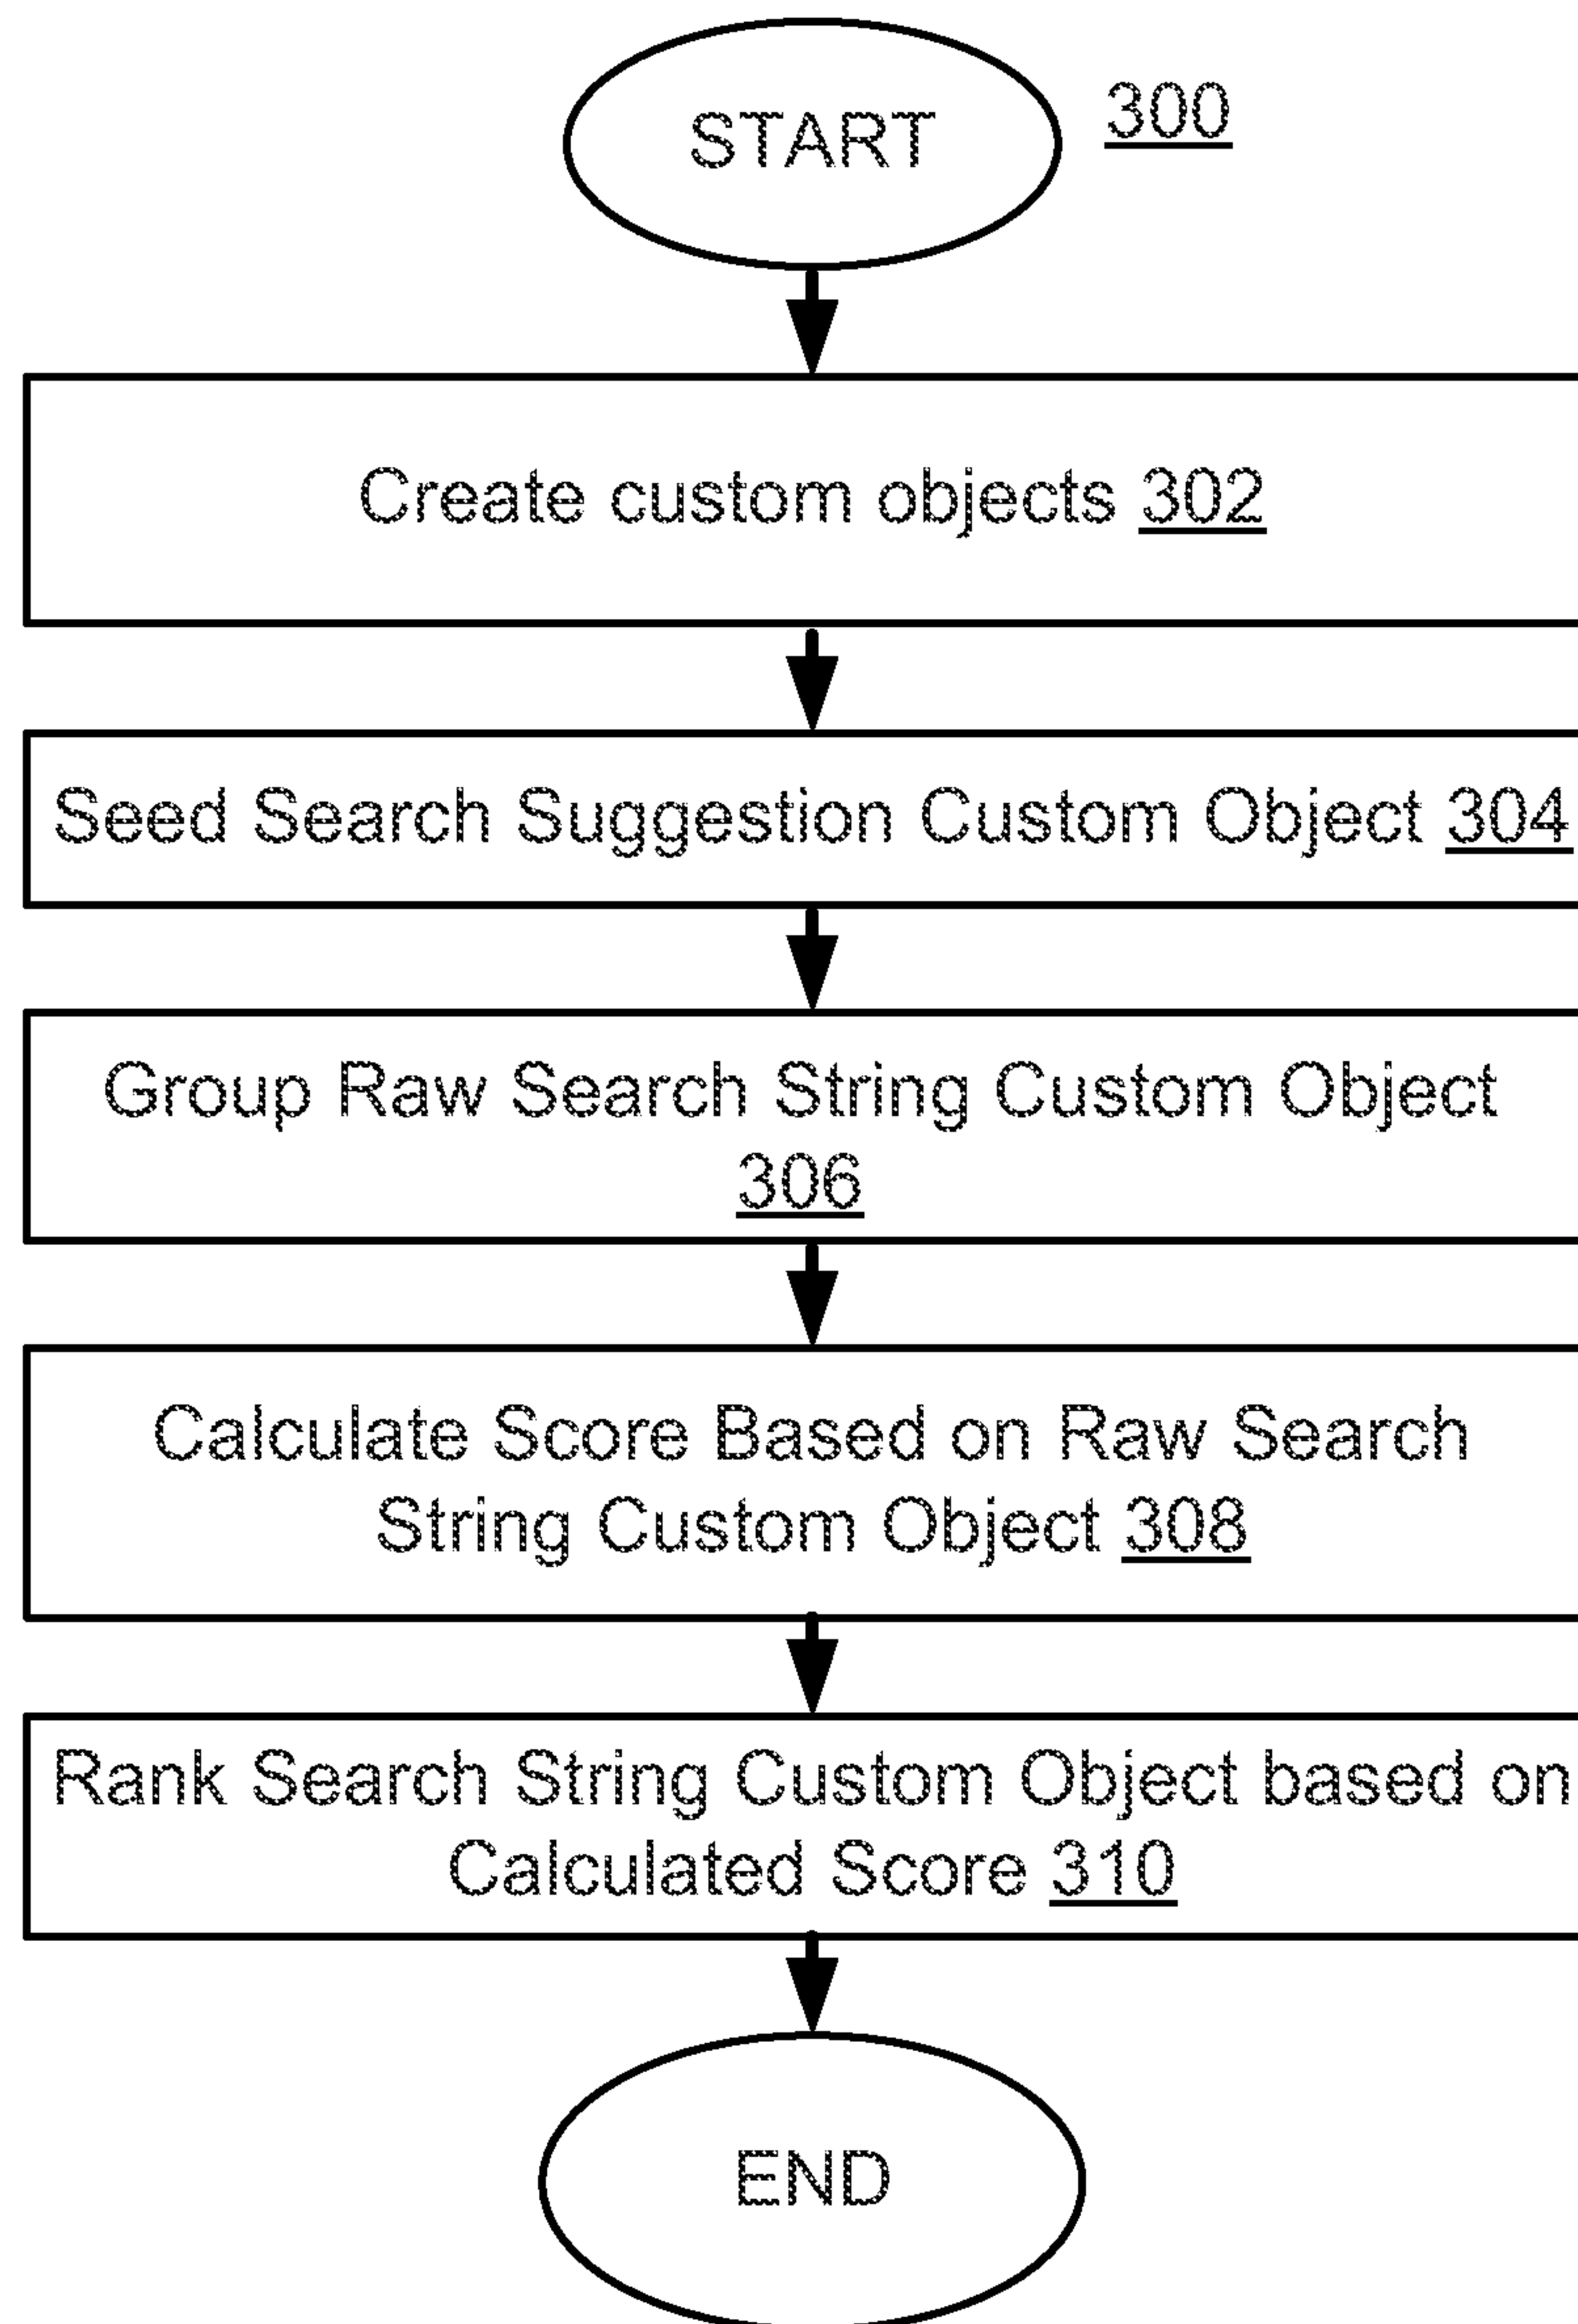 START
300
Create custom objects 302
Seed Search Suggestion Custom Object 304
Group Raw Search String Custom Object
306
Calculate Score Based on Raw Search
String Custom Object 308
Rank Search String Custom Object based on
Calculated Score 310
END